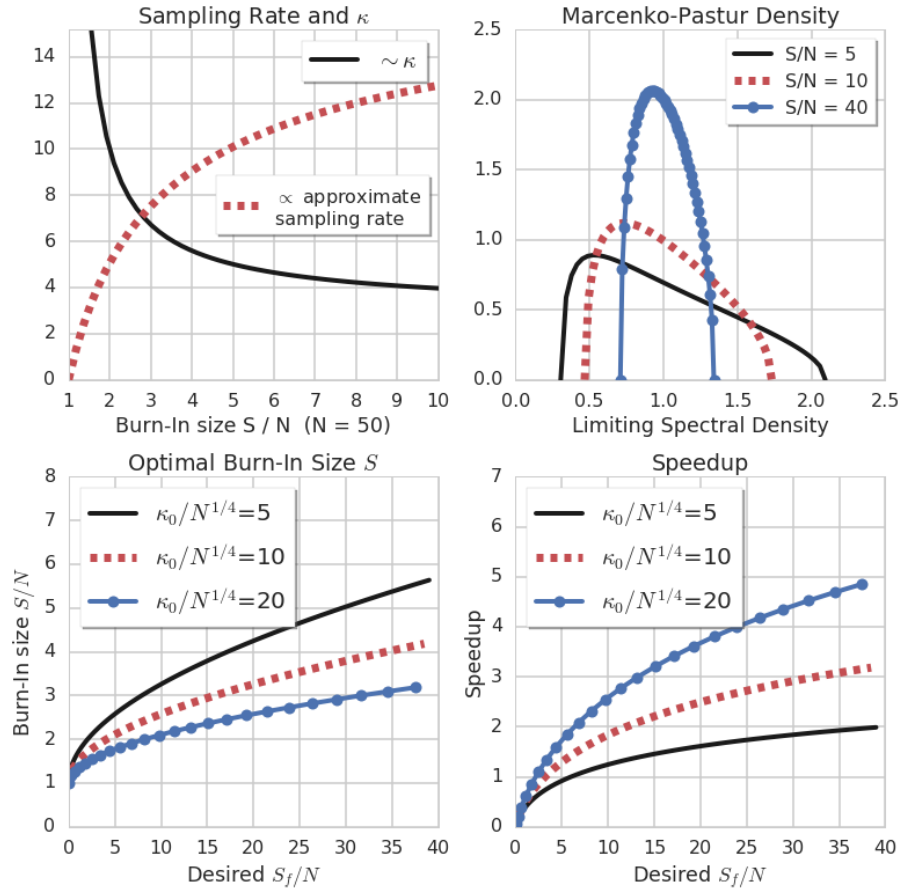 Sampling Rate and κ
14
12
10
8
6
4
2
0
∼ κ
∝ approximate
sampling rate
1 2 3 4 5 6 7 8 9 10
Burn-In size S / N (N = 50)
Marcenko-Pastur Density
2.5
2.0
1.5
1.0
0.5
0.0
S/N = 5
S/N = 10
S/N = 40
0.0 0.5 1.0 1.5 2.0 2.5
Limiting Spectral Density
Optimal Burn-In Size S
Burn-In size S/N
8
7
6
5
4
3
2
1
0
κ₀/N^{1/4}=5
κ₀/N^{1/4}=10
κ₀/N^{1/4}=20
0 5 10 15 20 25 30 35 40
Desired S_f/N
Speedup
Speedup
7
6
5
4
3
2
1
0
κ₀/N^{1/4}=5
κ₀/N^{1/4}=10
κ₀/N^{1/4}=20
0 5 10 15 20 25 30 35 40
Desired S_f/N